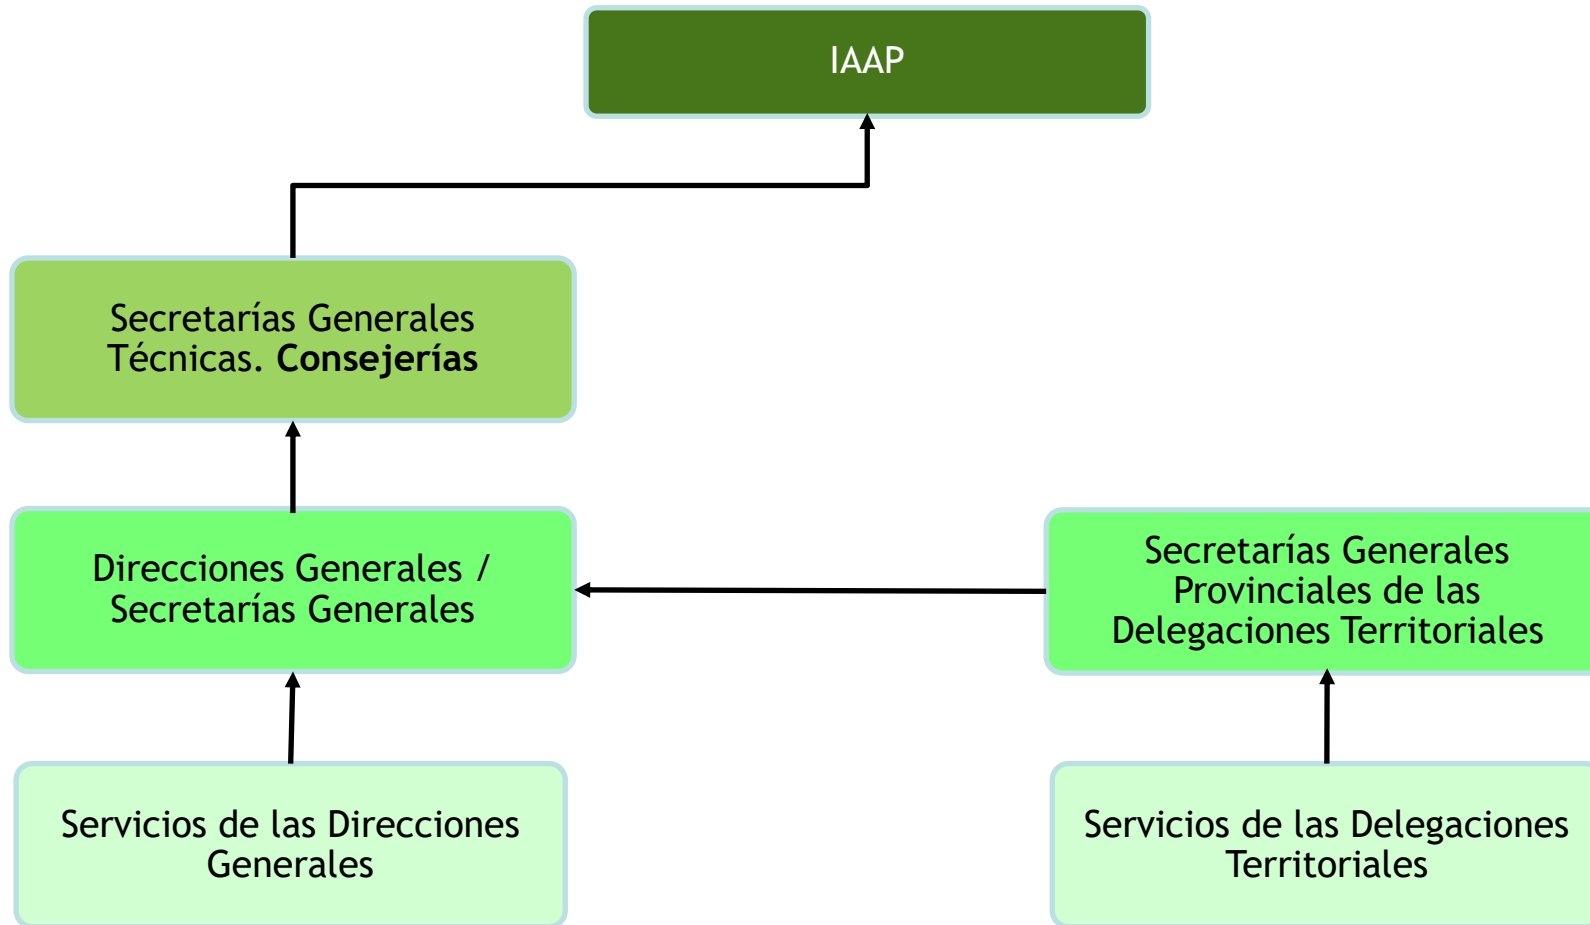 IAAP
Secretarías Generales
Técnicas. Consejerías
Direcciones Generales /
Secretarías Generales
Secretarías Generales
Provinciales de las
Delegaciones Territoriales
Servicios de las Direcciones
Generales
Servicios de las Delegaciones
Territoriales